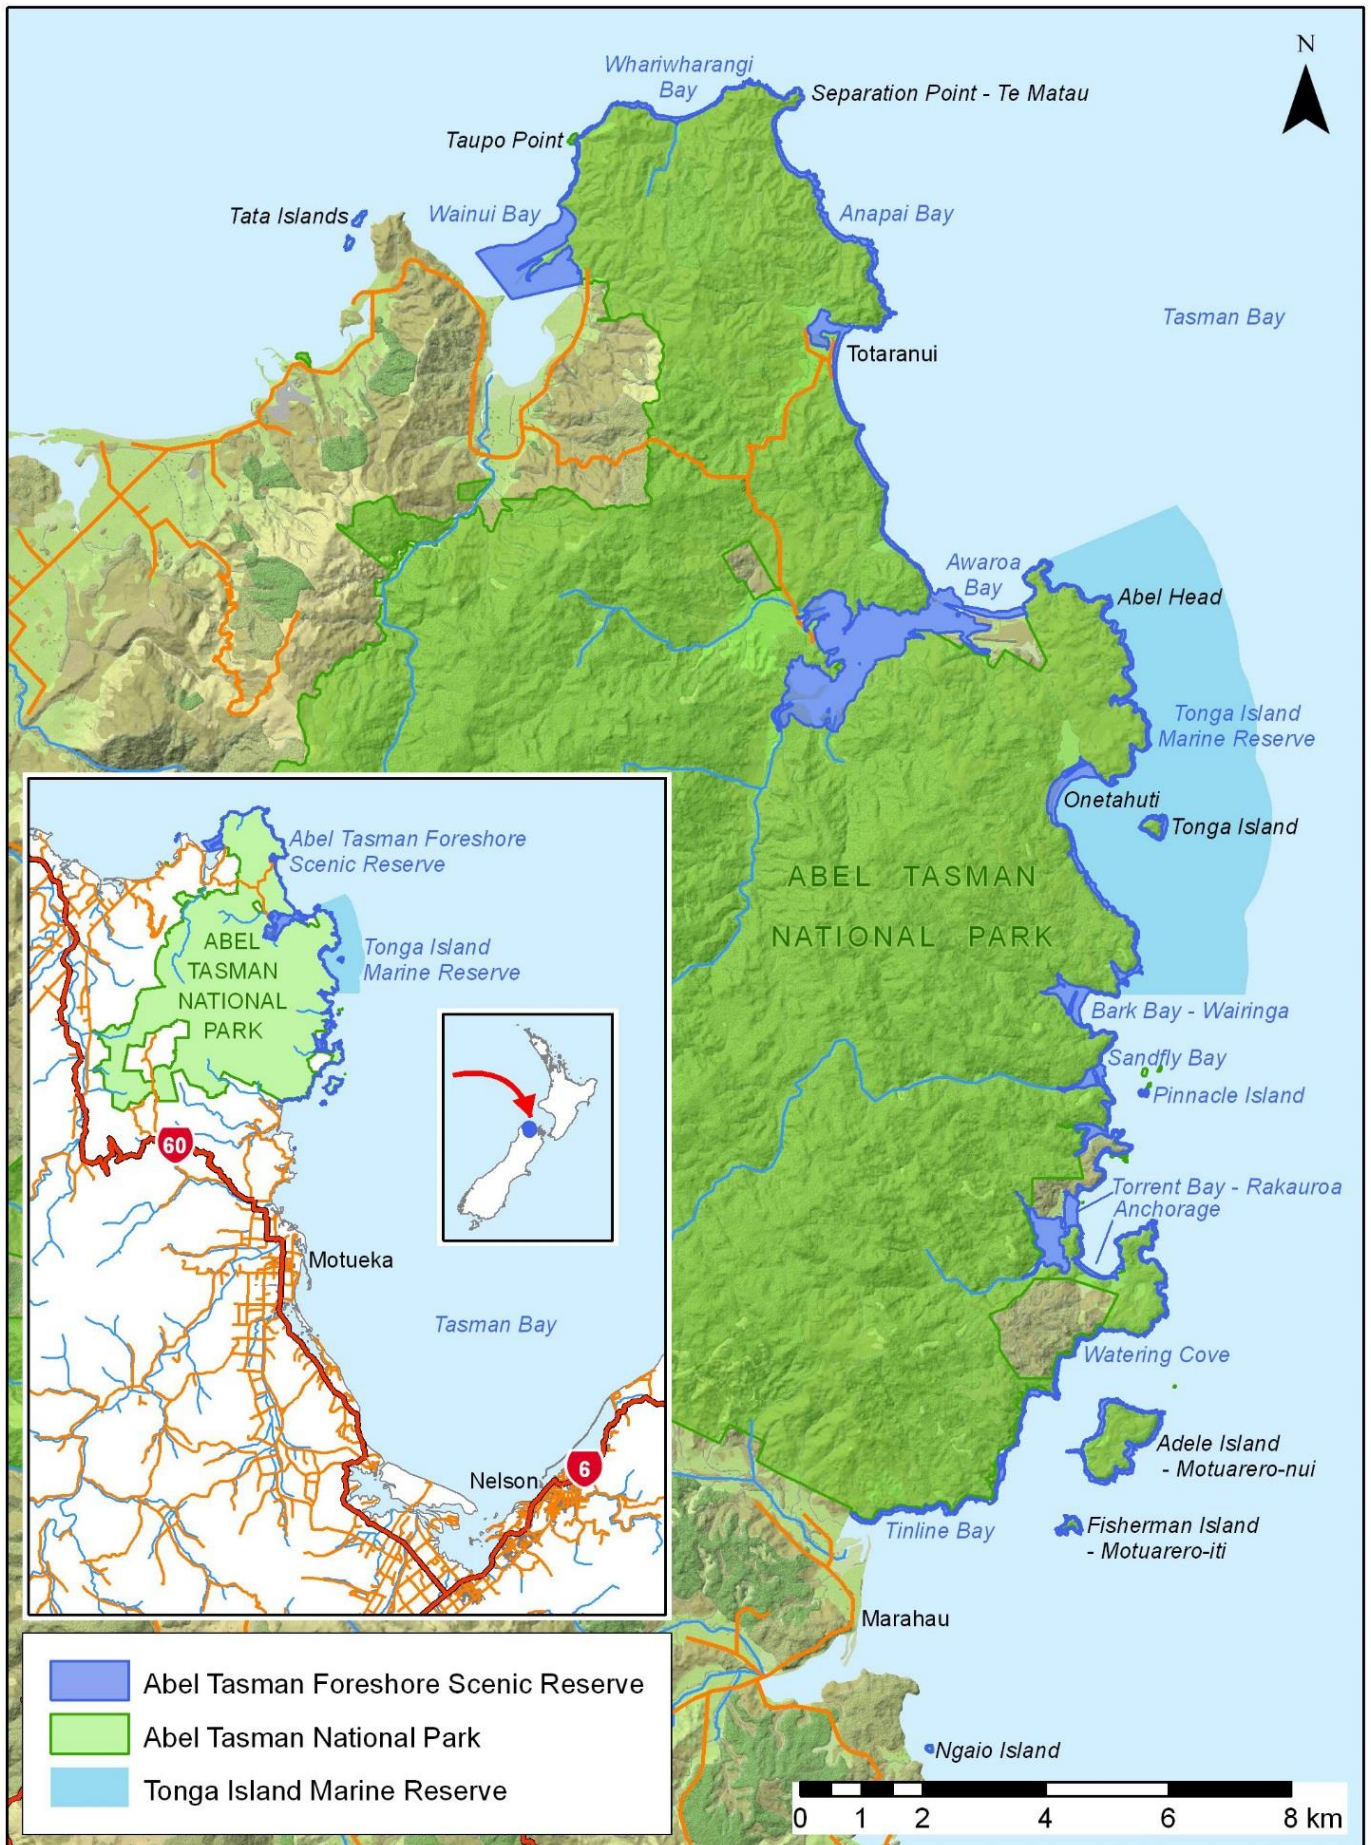 N
Whariwharangi
Bay
Separation Point - Te Matau
Taupo Point
Tata Islands
Wainui Bay
Anapai Bay
Tasman Bay
Totaranui
Awaroa
Bay
Abel Head
Tonga Island
Marine Reserve
Onetahuti
Tonga Island
ABEL TASMAN
NATIONAL PARK
Bark Bay - Wairinga
Sandfly Bay
Pinnacle Island
Torrent Bay - Rakauroa
Anchorage
Watering Cove
Adele Island
- Motuarero-nui
Tinline Bay
Fisherman Island
- Motuarero-iti
Marahau
Ngaio Island
0 1 2 4 6 8 km
Abel Tasman Foreshore
Scenic Reserve
ABEL
TASMAN
NATIONAL
PARK
Tonga Island
Marine Reserve
60
Motueka
Tasman Bay
Nelson
6
Abel Tasman Foreshore Scenic Reserve
Abel Tasman National Park
Tonga Island Marine Reserve